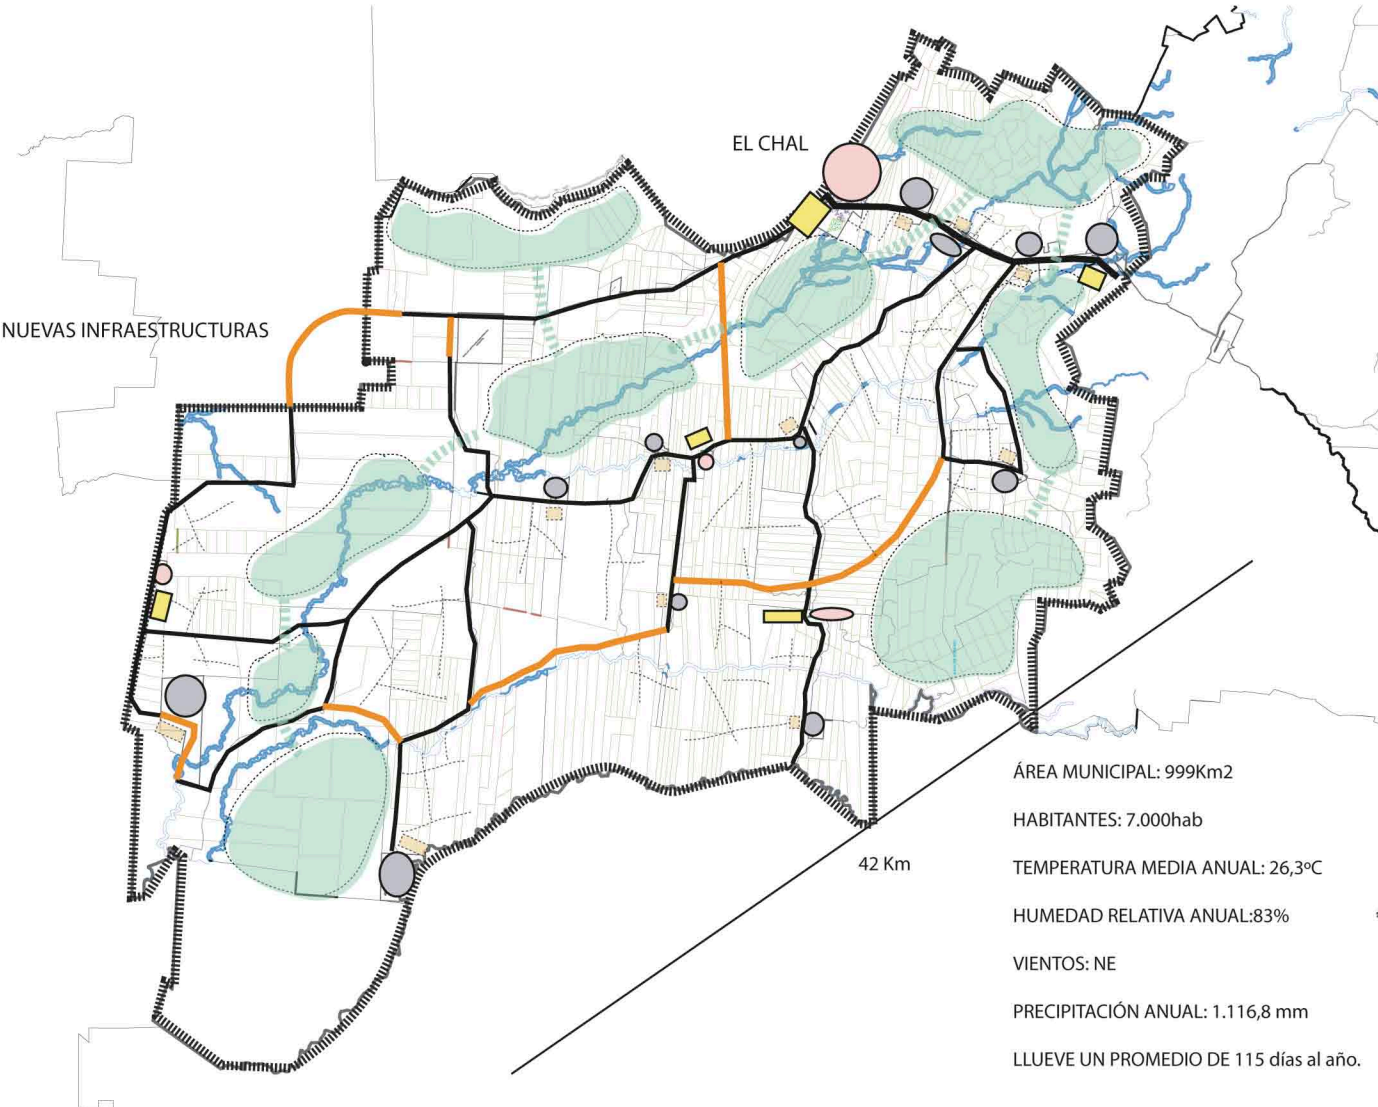 EL CHAL
NUEVAS INFRAESTRUCTURAS
42 Km
ÁREA MUNICIPAL: 999Km2
HABITANTES: 7.000hab
TEMPERATURA MEDIA ANUAL: 26,3ºC
HUMEDAD RELATIVA ANUAL:83%
VIENTOS: NE
PRECIPITACIÓN ANUAL: 1.116,8 mm
LLUEVE UN PROMEDIO DE 115 días al año.